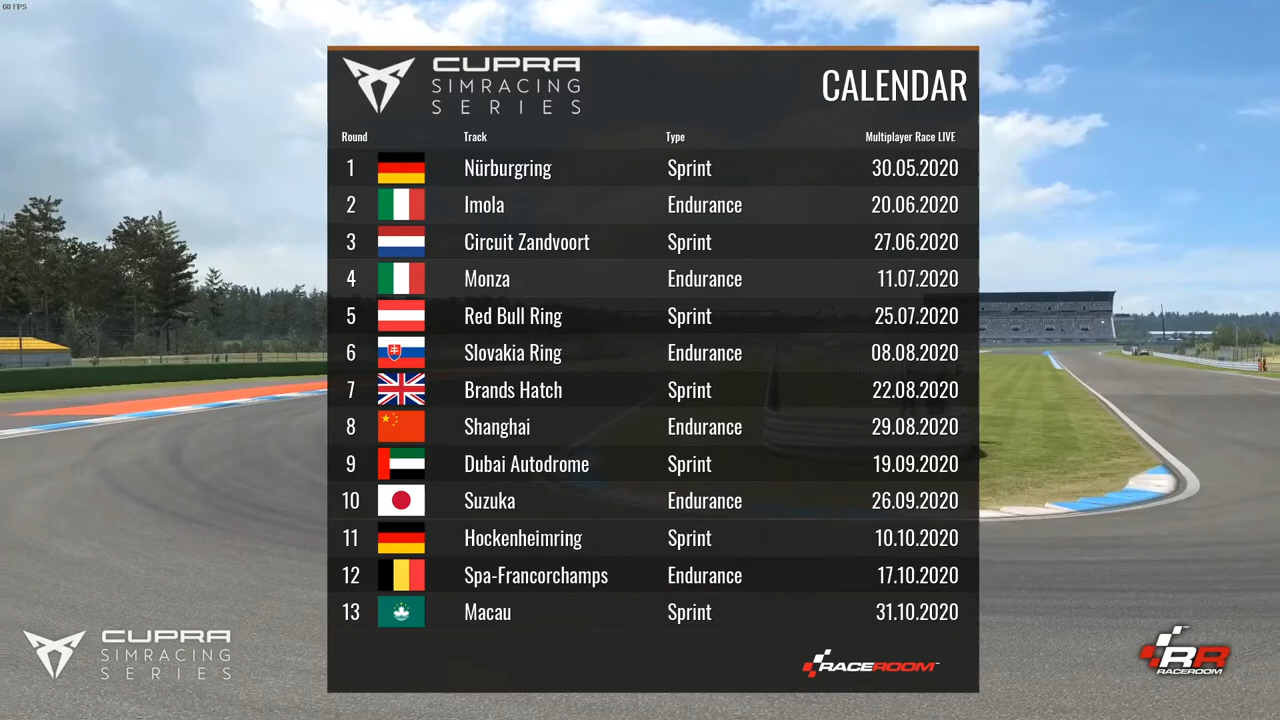 60 FPS
CUPRA
SIMRACING
SERIES
CALENDAR
Round Track Type Multiplayer Race LIVE
1 Nürburgring Sprint 30.05.2020
2 Imola Endurance 20.06.2020
3 Circuit Zandvoort Sprint 27.06.2020
4 Monza Endurance 11.07.2020
5 Red Bull Ring Sprint 25.07.2020
6 Slovakia Ring Endurance 08.08.2020
7 Brands Hatch Sprint 22.08.2020
8 Shanghai Endurance 29.08.2020
9 Dubai Autodrome Sprint 19.09.2020
10 Suzuka Endurance 26.09.2020
11 Hockenheimring Sprint 10.10.2020
12 Spa-Francorchamps Endurance 17.10.2020
13 Macau Sprint 31.10.2020
RACEROOM
CUPRA
SIMRACING
SERIES
RR
RACEROOM